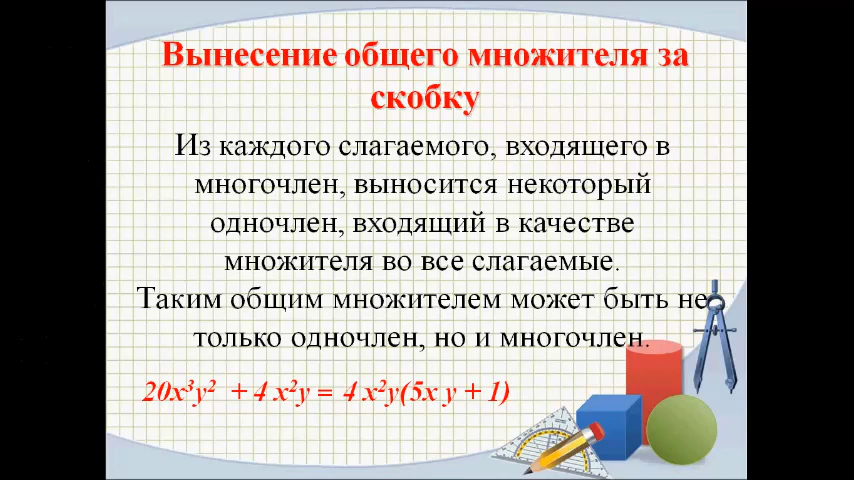 Вынесение общего множителя за
скобку
Из каждого слагаемого, входящего в
многочлен, выносится некоторый
одночлен, входящий в качестве
множителя во все слагаемые.
Таким общим множителем может быть не
только одночлен, но и многочлен.
20x³y² + 4 x²y = 4 x²y(5x y + 1)